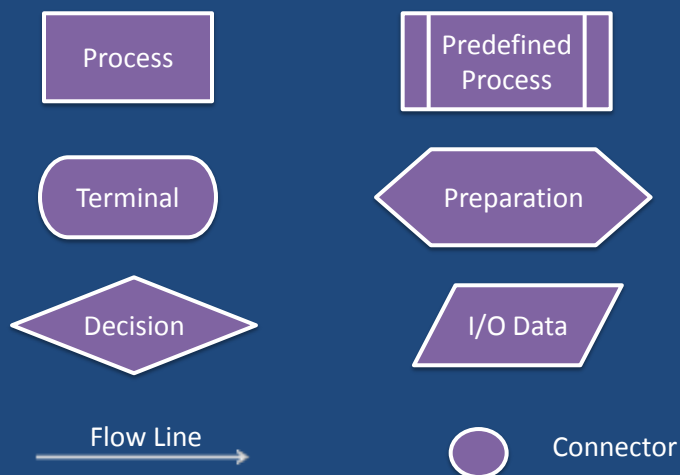 Process
Predefined
Process
Terminal
Preparation
Decision
I/O Data
Flow Line
Connector